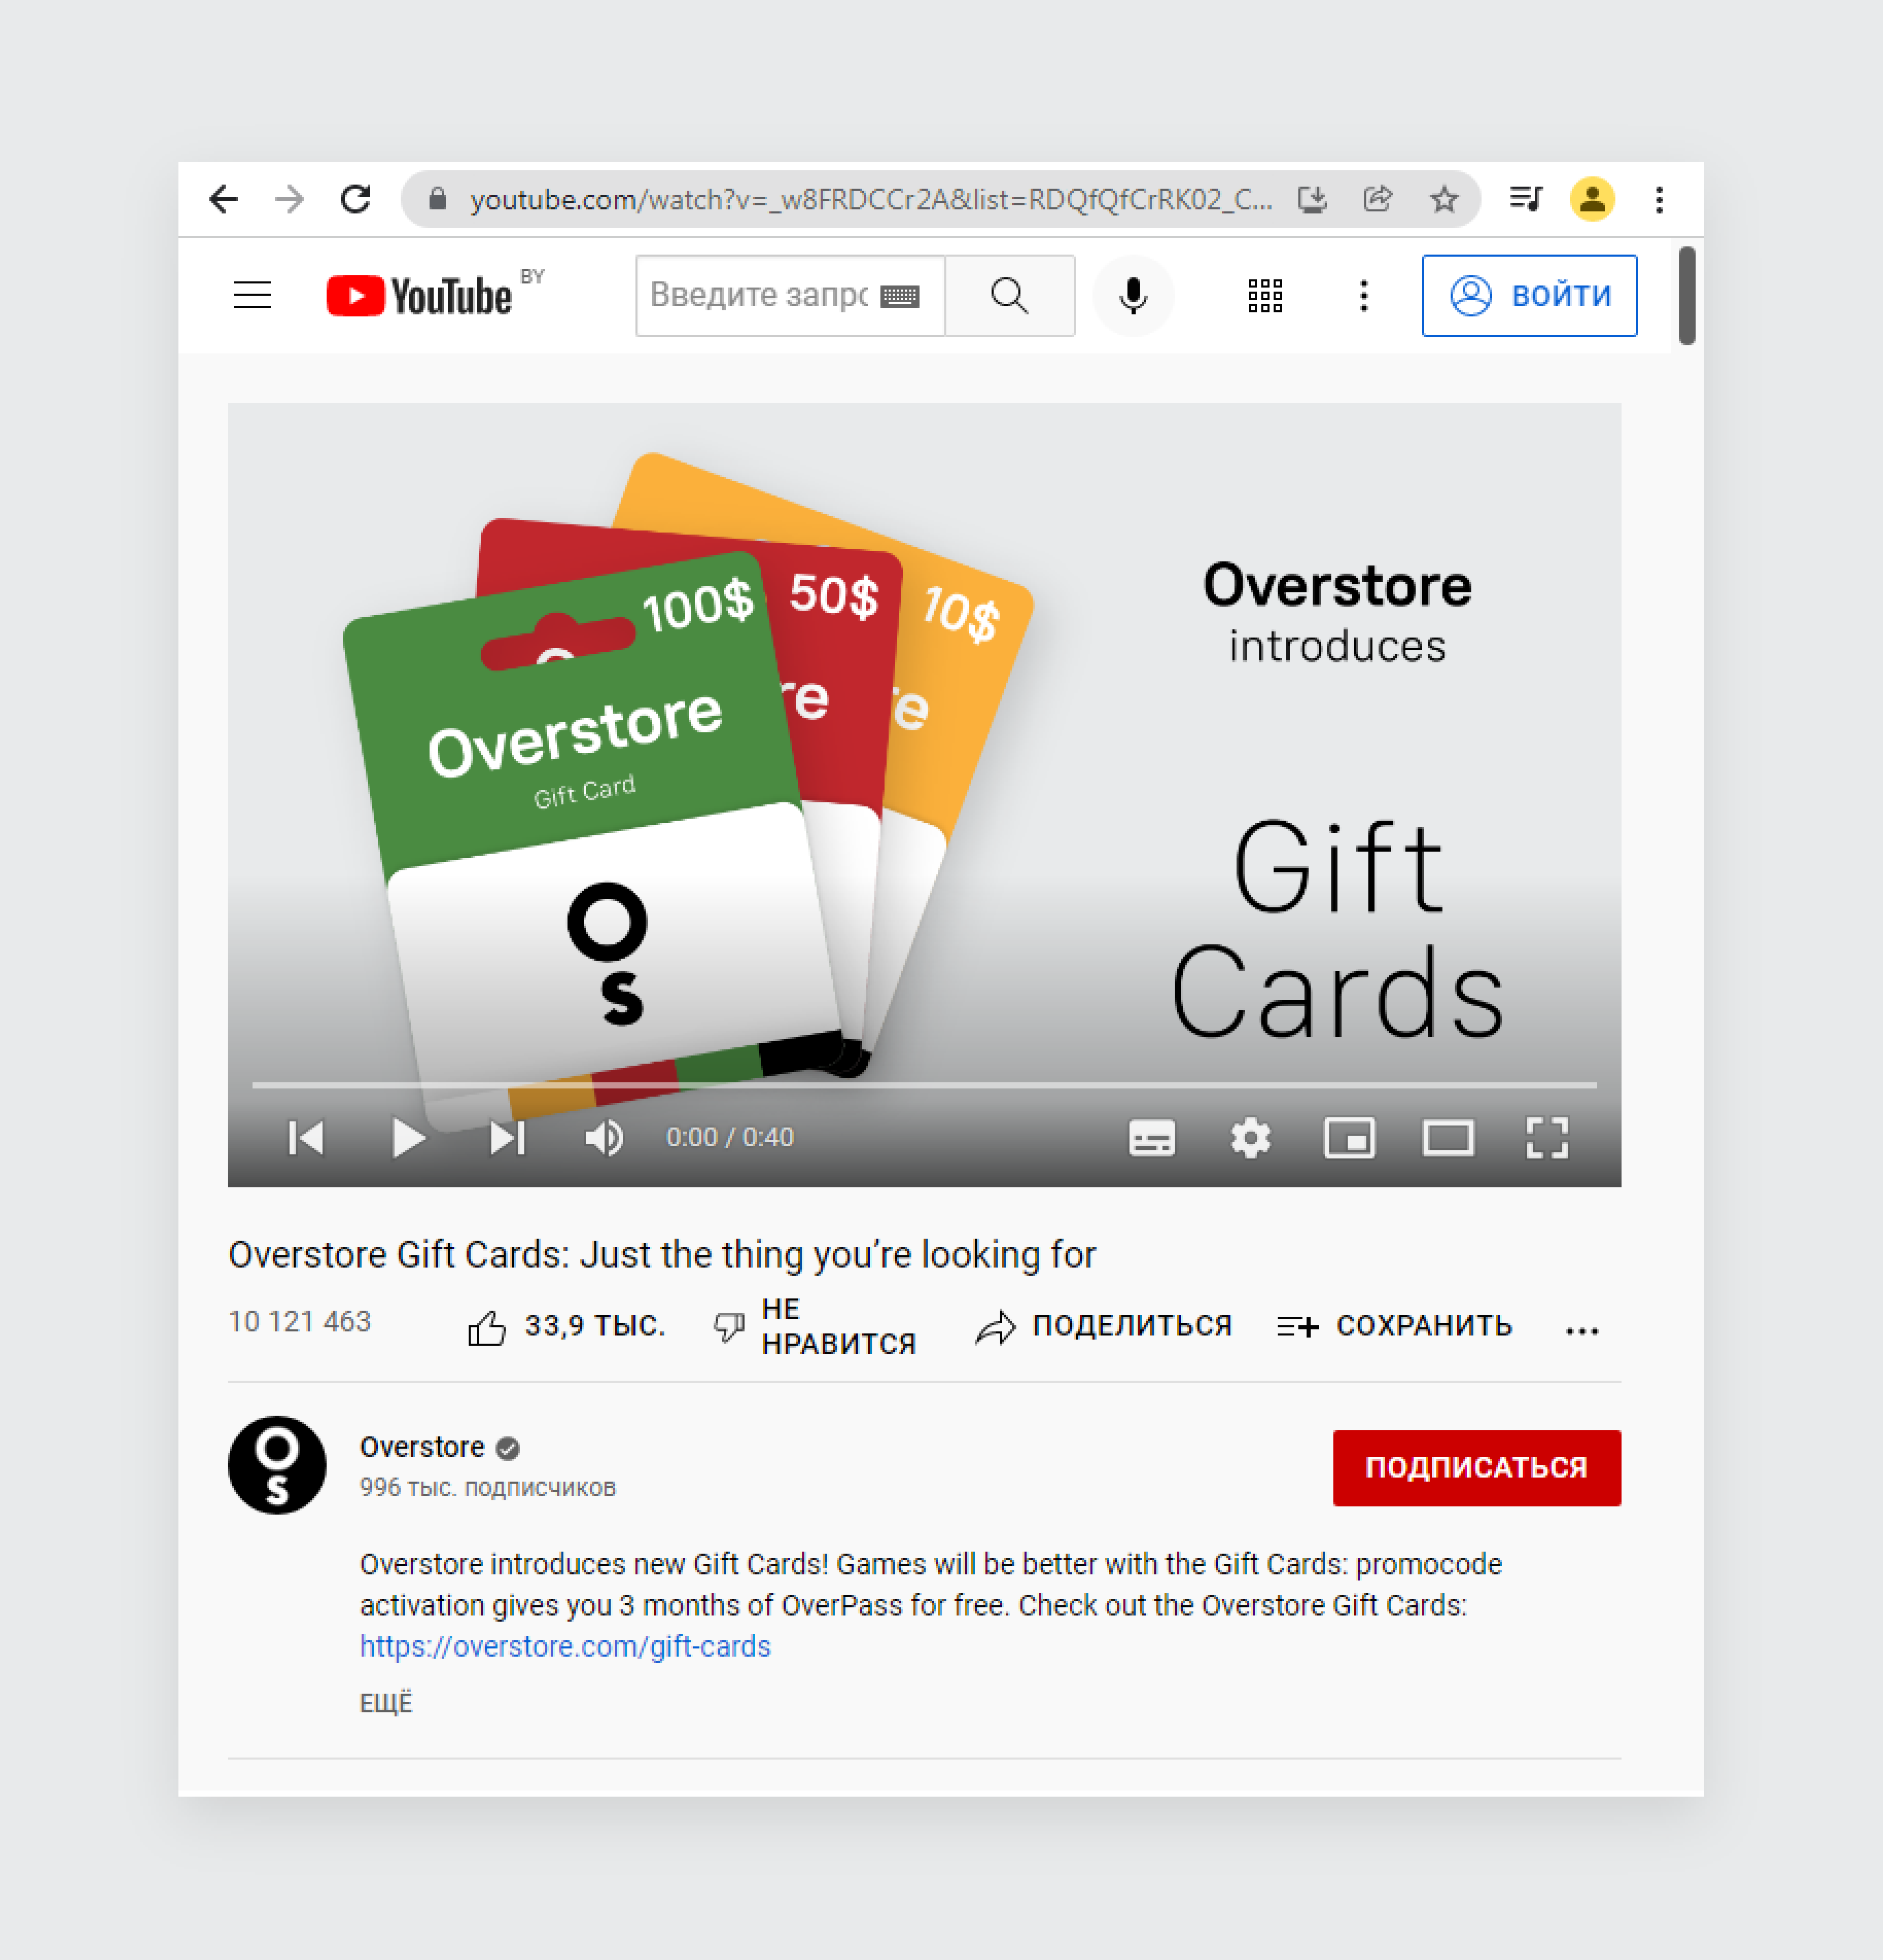 youtube.com/watch?v=_w8FRDCCr2A&list=RDQfQfCrRK02_C...
YouTube BY
Введите запрс
ВОЙТИ
10$
50$
100$
re
re
Overstore
Gift Card
Os
Overstore
introduces
Gift
Cards
0:00 / 0:40
Overstore Gift Cards: Just the thing you’re looking for
10 121 463
33,9 ТЫС.
НЕ
НРАВИТСЯ
ПОДЕЛИТЬСЯ
СОХРАНИТЬ
Os
Overstore
996 тыс. подписчиков
ПОДПИСАТЬСЯ
Overstore introduces new Gift Cards! Games will be better with the Gift Cards: promocode
activation gives you 3 months of OverPass for free. Check out the Overstore Gift Cards:
https://overstore.com/gift-cards
ЕЩЁ